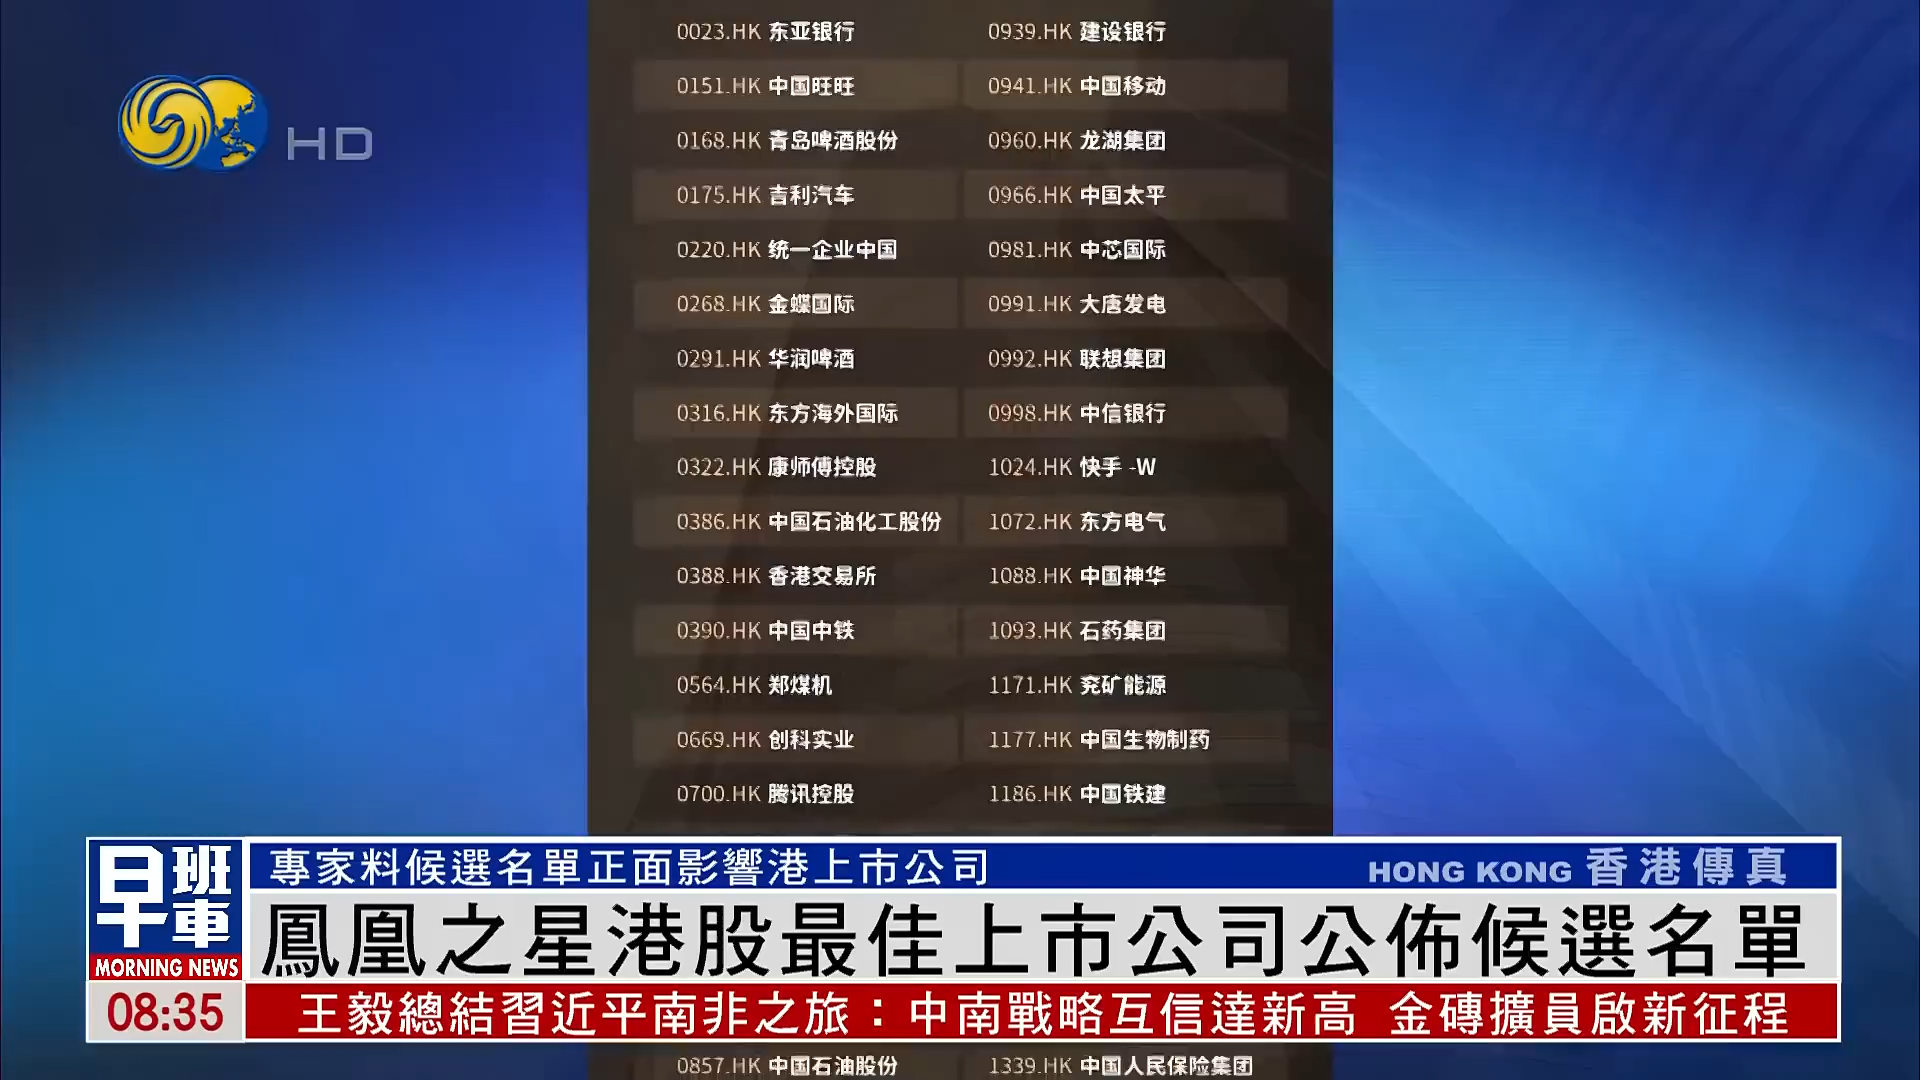 0023.HK 东亚银行 0939.HK 建设银行
HD
0151.HK 中国旺旺 0941.HK 中国移动
0168.HK 青岛啤酒股份 0960.HK 龙湖集团
0175.HK 吉利汽车 0966.HK 中国太平
0220.HK 统一企业中国 0981.HK 中芯国际
0268.HK 金蝶国际 0991.HK 大唐发电
0291.HK 华润啤酒 0992.HK 联想集团
0316.HK 东方海外国际 0998.HK 中信银行
0322.HK 康师傅控股 1024.HK 快手 -W
0386.HK 中国石油化工股份 1072.HK 东方电气
0388.HK 香港交易所 1088.HK 中国神华
0390.HK 中国中铁 1093.HK 石药集团
0564.HK 郑煤机 1171.HK 兖矿能源
0669.HK 创科实业 1177.HK 中国生物制药
0700.HK 腾讯控股 1186.HK 中国铁建
早班車
MORNING NEWS
專家料候選名單正面影響港上市公司
HONG KONG 香港傳真
鳳凰之星港股最佳上市公司公佈候選名單
08:35
王毅總結習近平南非之旅：中南戰略互信達新高 金磚擴員啟新征程
0857.HK 中国石油股份 1339.HK 中国人民保险集团